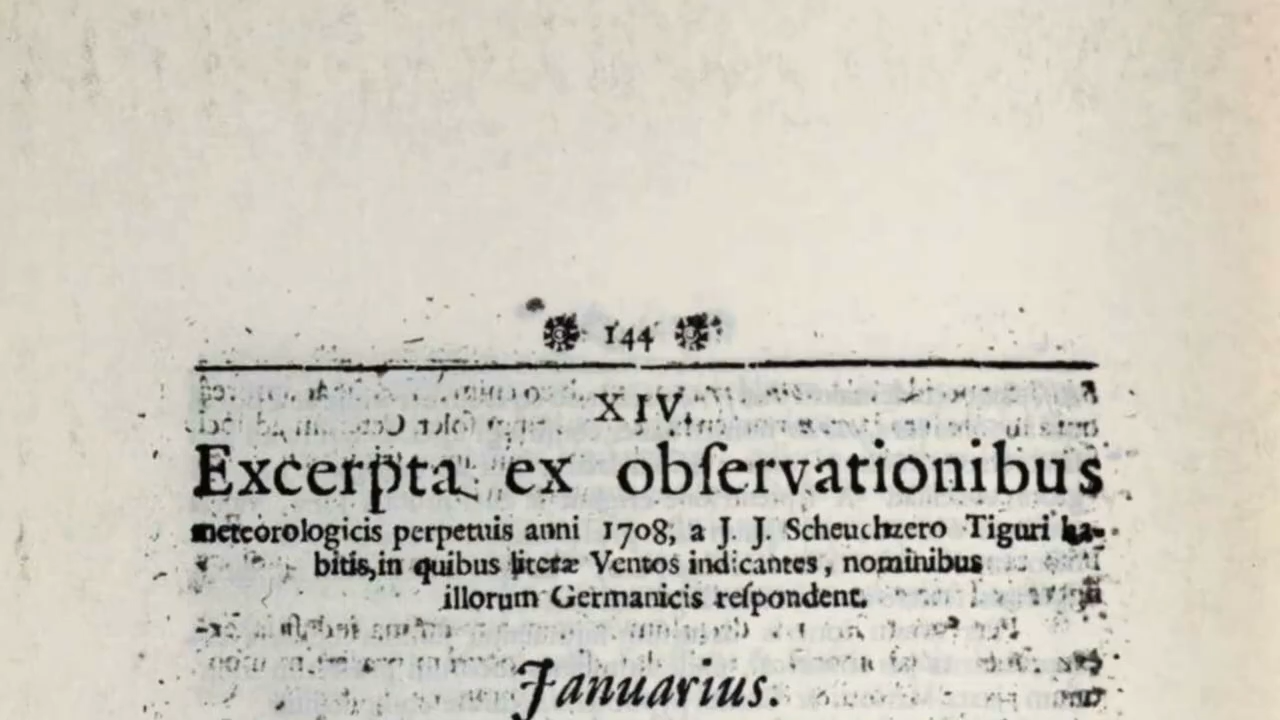 144
XIV.
Excerpta ex obſervationibus
meteorologicis perpetuis anni 1708, a J. J. Scheuchzero Tiguri ha-
bitis, in quibus literæ Ventos indicantes, nominibus
illorum Germanicis reſpondent.
Januarius.